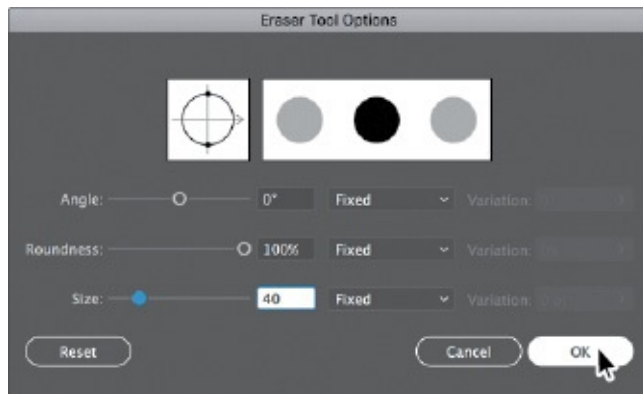 Eraser Tool Options
Angle: 0° Fixed Variation:
Roundness: 100% Fixed Variation:
Size: 40 Fixed Variation:
Reset Cancel OK